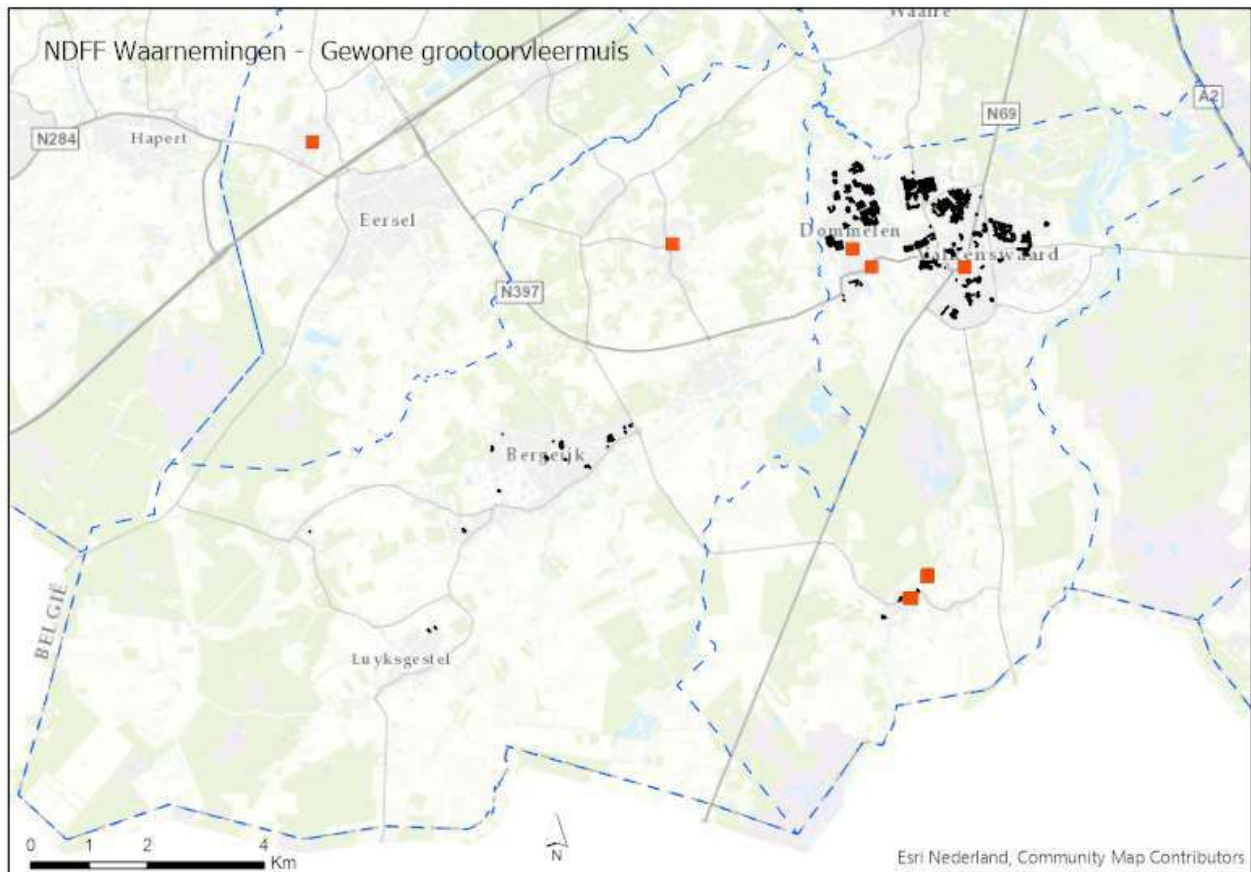 Waalre
NDFF Waarnemingen - Gewone grootoorvleermuis
A2
N69
N284
Hapert
Eersel
Dommelen
Valkenswaard
N397
Bergeijk
BELGIË
Luyksgestel
0 1 2 4
Km
N
Esri Nederland, Community Map Contributors